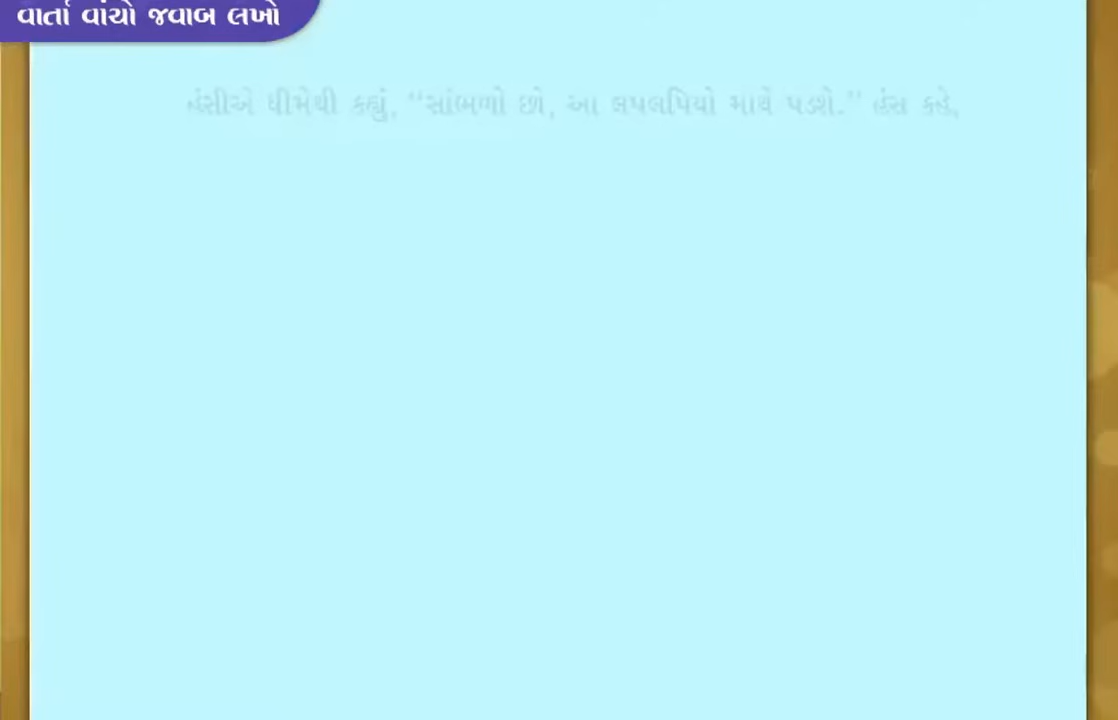 વાર્તા વાંચો જવાબ લખો
હંસીએ ધીમેથી કહ્યું, “સાંભળો છો, આ લપલપિયો માથે પડશે.” હંસ કહે,